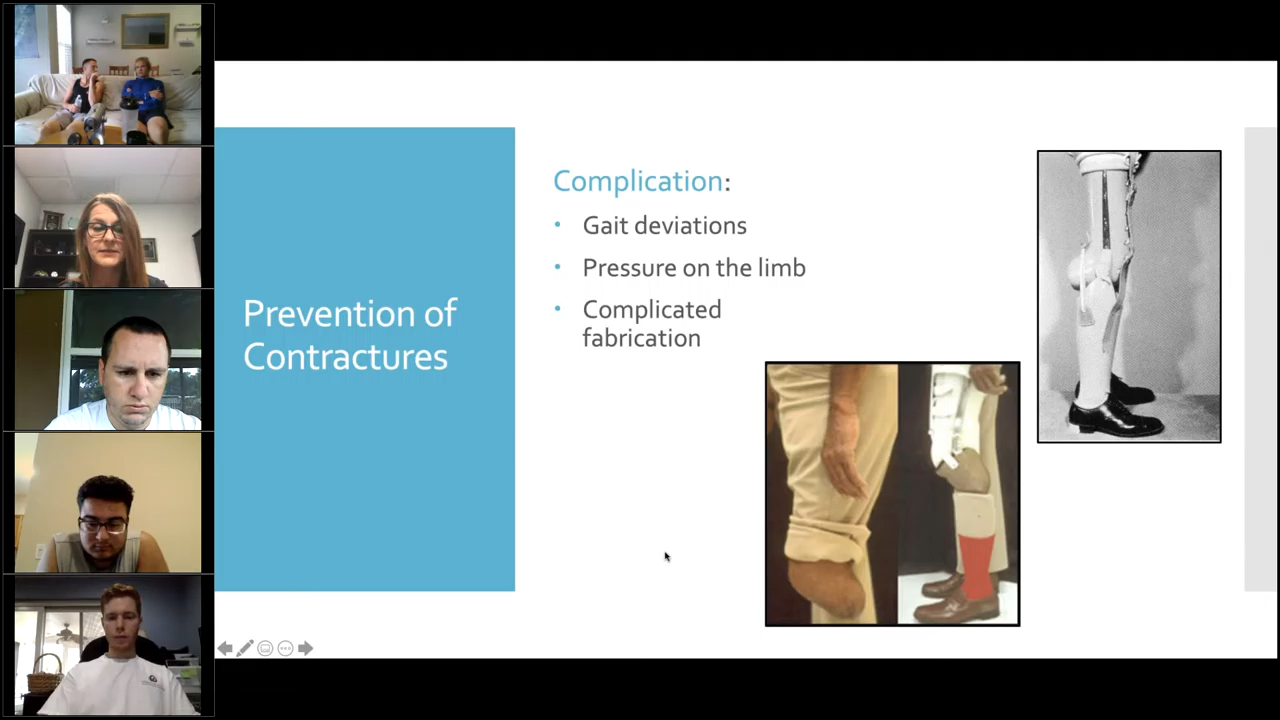 Prevention of
Contractures
Complication:
• Gait deviations
• Pressure on the limb
• Complicated
fabrication